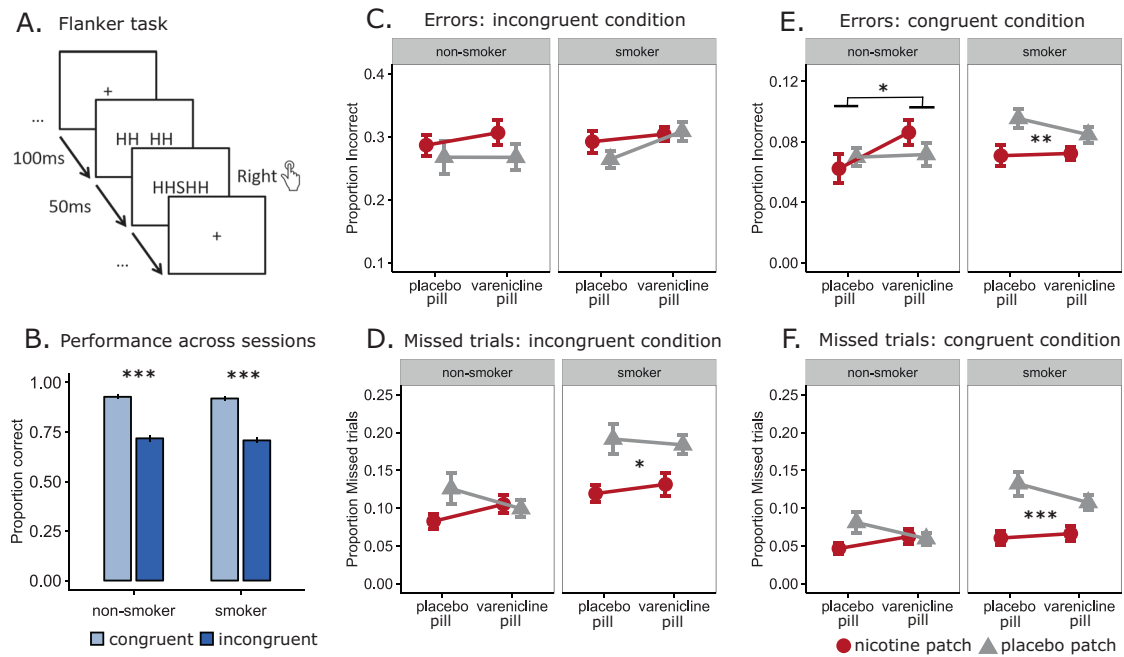 A. Flanker task
+
...
HH HH
100ms
HHSHH
Right
50ms
+
...
B. Performance across sessions
*** ***
1.00
0.75
0.50
0.25
0.00
Proportion correct
non-smoker smoker
congruent incongruent
C. Errors: incongruent condition
non-smoker smoker
0.4
0.3
0.2
0.1
Proportion Incorrect
placebo varenicline placebo varenicline
pill pill pill pill
D. Missed trials: incongruent condition
non-smoker smoker
0.25
0.20
0.15
0.10
0.05
0.00
Proportion Missed trials
*
placebo varenicline placebo varenicline
pill pill pill pill
E. Errors: congruent condition
non-smoker smoker
0.12
0.08
0.04
0.00
Proportion Incorrect
*
**
placebo varenicline placebo varenicline
pill pill pill pill
F. Missed trials: congruent condition
non-smoker smoker
0.25
0.20
0.15
0.10
0.05
0.00
Proportion Missed trials
***
placebo varenicline placebo varenicline
pill pill pill pill
nicotine patch placebo patch